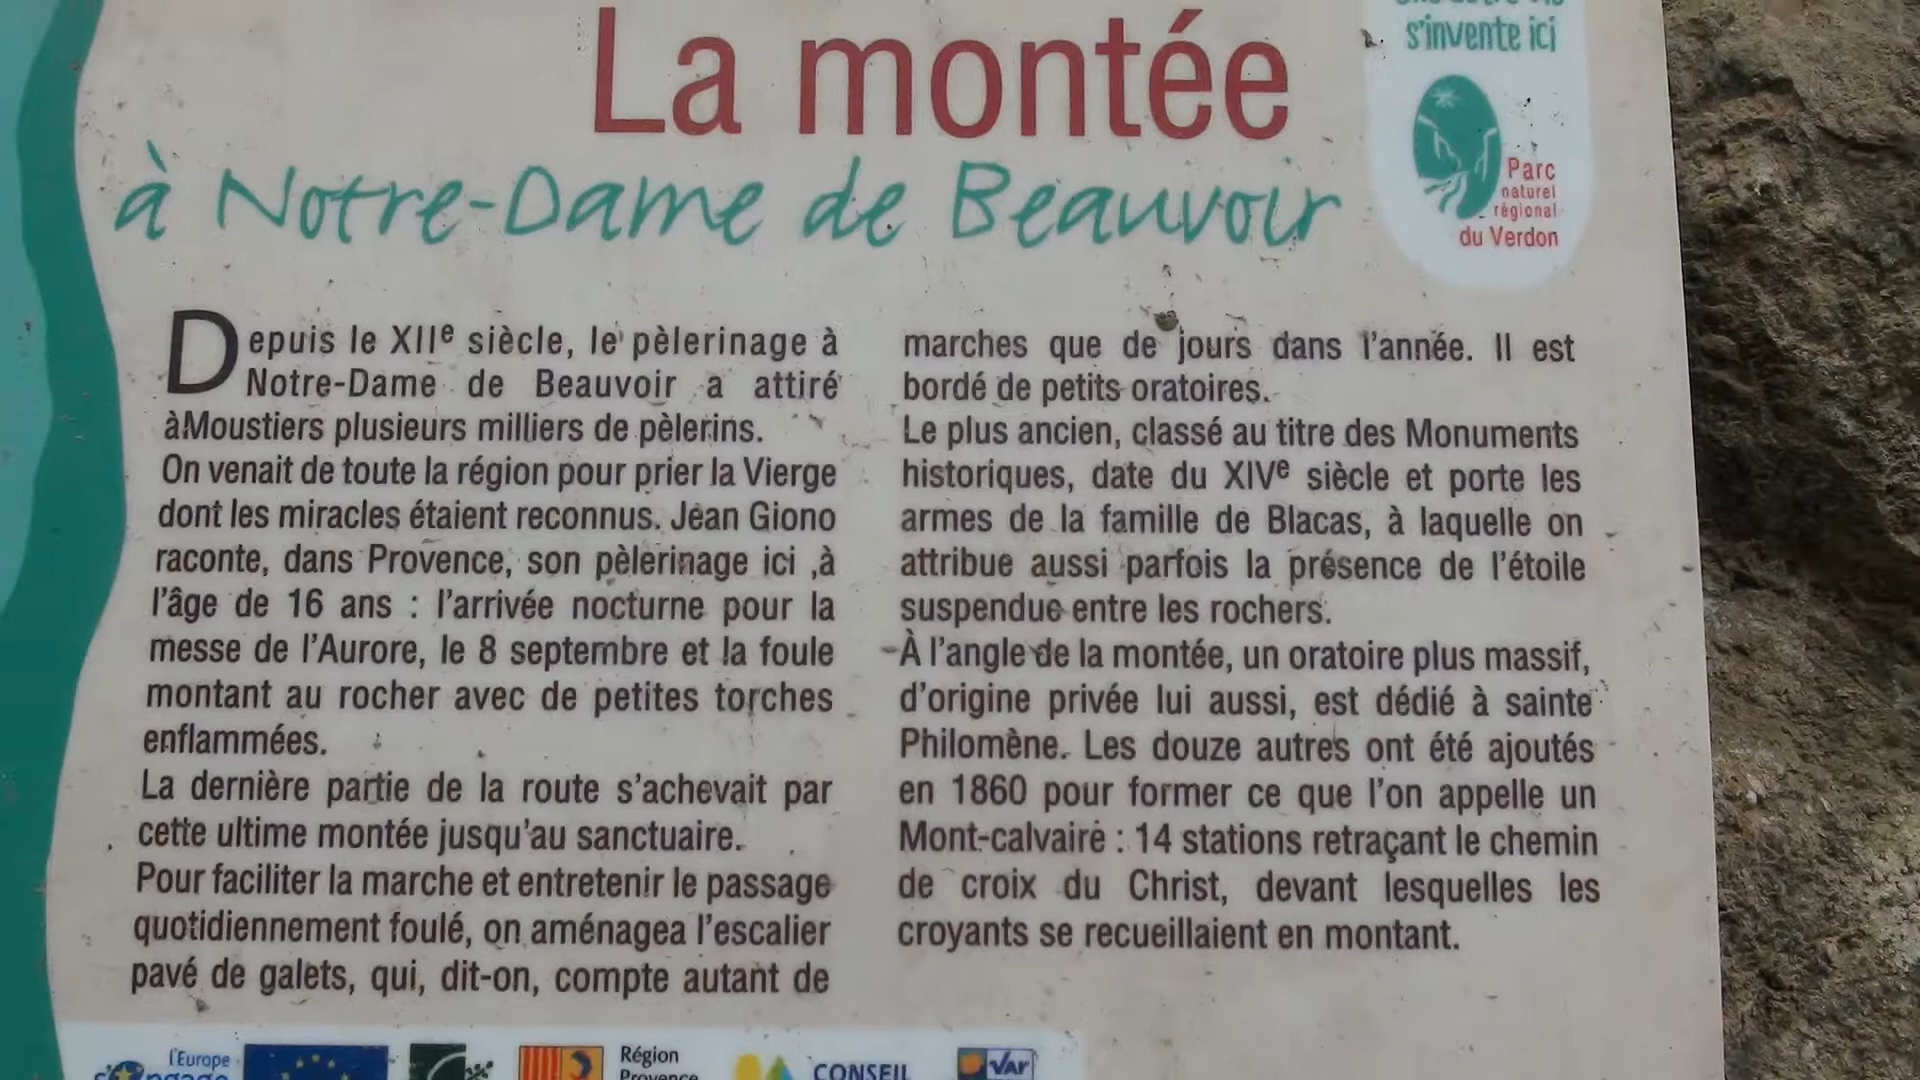 La montée
à Notre-Dame de Beauvoir
s'invente ici
Parc
naturel
régional
du Verdon
Depuis le XIIe siècle, le pèlerinage à
Notre-Dame de Beauvoir a attiré
àMoustiers plusieurs milliers de pèlerins.
On venait de toute la région pour prier la Vierge
dont les miracles étaient reconnus. Jean Giono
raconte, dans Provence, son pèlerinage ici ,à
l'âge de 16 ans : l'arrivée nocturne pour la
messe de l'Aurore, le 8 septembre et la foule
montant au rocher avec de petites torches
enflammées.
La dernière partie de la route s'achevait par
cette ultime montée jusqu'au sanctuaire.
Pour faciliter la marche et entretenir le passage
quotidiennement foulé, on aménagea l'escalier
pavé de galets, qui, dit-on, compte autant de
marches que de jours dans l'année. Il est
bordé de petits oratoires.
Le plus ancien, classé au titre des Monuments
historiques, date du XIVe siècle et porte les
armes de la famille de Blacas, à laquelle on
attribue aussi parfois la présence de l'étoile
suspendue entre les rochers.
À l'angle de la montée, un oratoire plus massif,
d'origine privée lui aussi, est dédié à sainte
Philomène. Les douze autres ont été ajoutés
en 1860 pour former ce que l'on appelle un
Mont-calvaire : 14 stations retraçant le chemin
de croix du Christ, devant lesquelles les
croyants se recueillaient en montant.
l'Europe
s'engage
Région
Provence
CONSEIL
VAR